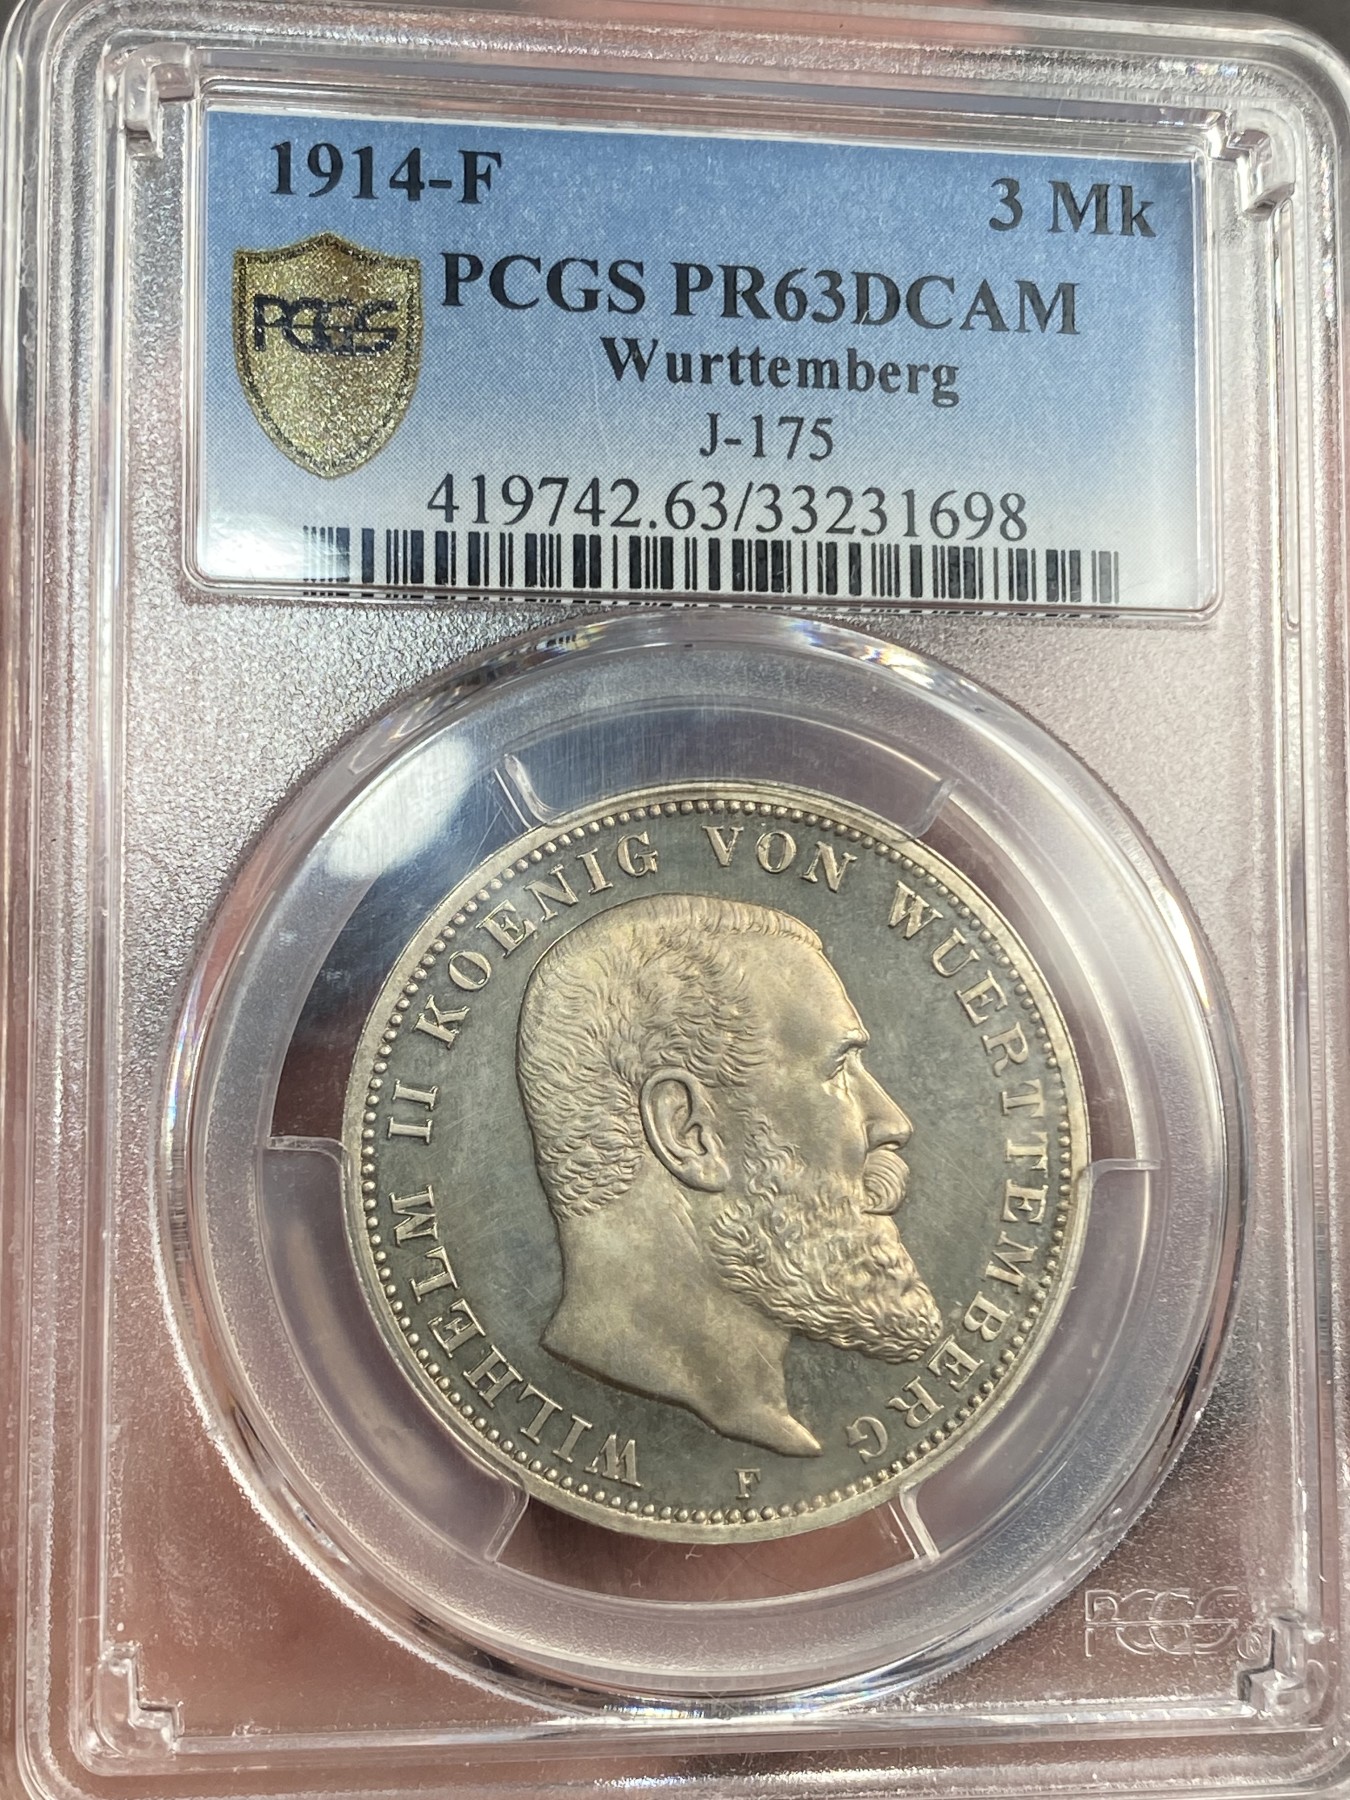 1914-F 3 Mk
PCGS PCGS PR63DCAM
Wurttemberg
J-175
419742.63/33231698
WILHELM II KOENIG VON WUERTTEMBERG
F
PCGS